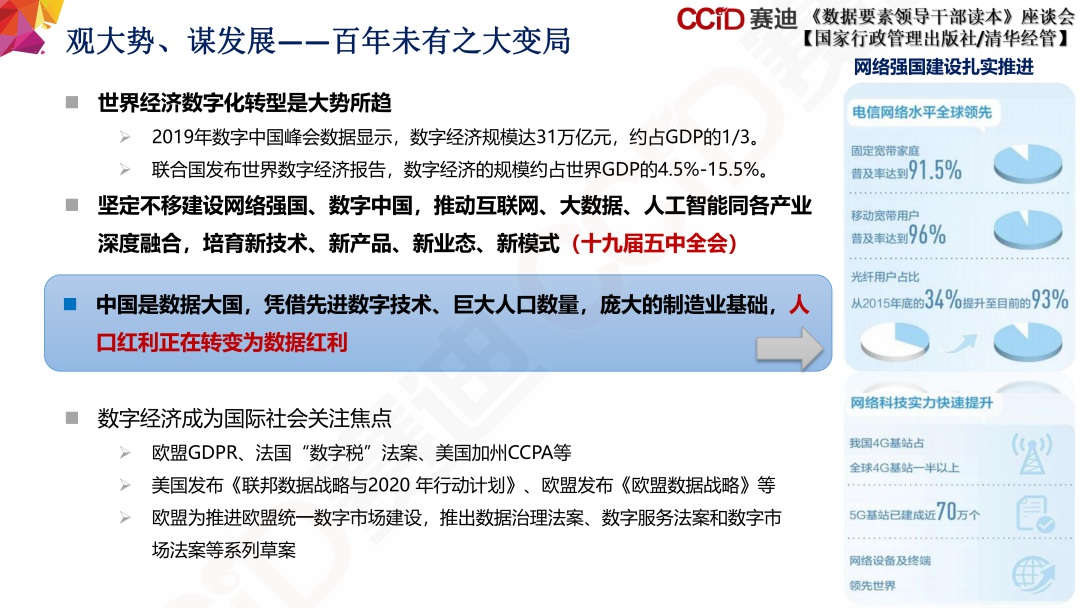 观大势、谋发展——百年未有之大变局
CCID 赛迪
《数据要素领导干部读本》座谈会
【国家行政管理出版社/清华经管】
世界经济数字化转型是大势所趋
2019年数字中国峰会数据显示，数字经济规模达31万亿元，约占GDP的1/3。
联合国发布世界数字经济报告，数字经济的规模约占世界GDP的4.5%-15.5%。
坚定不移建设网络强国、数字中国，推动互联网、大数据、人工智能同各产业
深度融合，培育新技术、新产品、新业态、新模式（十九届五中全会）
中国是数据大国，凭借先进数字技术、巨大人口数量，庞大的制造业基础，人
口红利正在转变为数据红利
数字经济成为国际社会关注焦点
欧盟GDPR、法国“数字税”法案、美国加州CCPA等
美国发布《联邦数据战略与2020 年行动计划》、欧盟发布《欧盟数据战略》等
欧盟为推进欧盟统一数字市场建设，推出数据治理法案、数字服务法案和数字市
场法案等系列草案
网络强国建设扎实推进
电信网络水平全球领先
固定宽带家庭
普及率达到91.5%
移动宽带用户
普及率达到96%
光纤用户占比
从2015年底的34%提升至目前的93%
网络科技实力快速提升
我国4G基站占
全球4G基站一半以上
5G基站已建成近70万个
网络设备及终端
领先世界